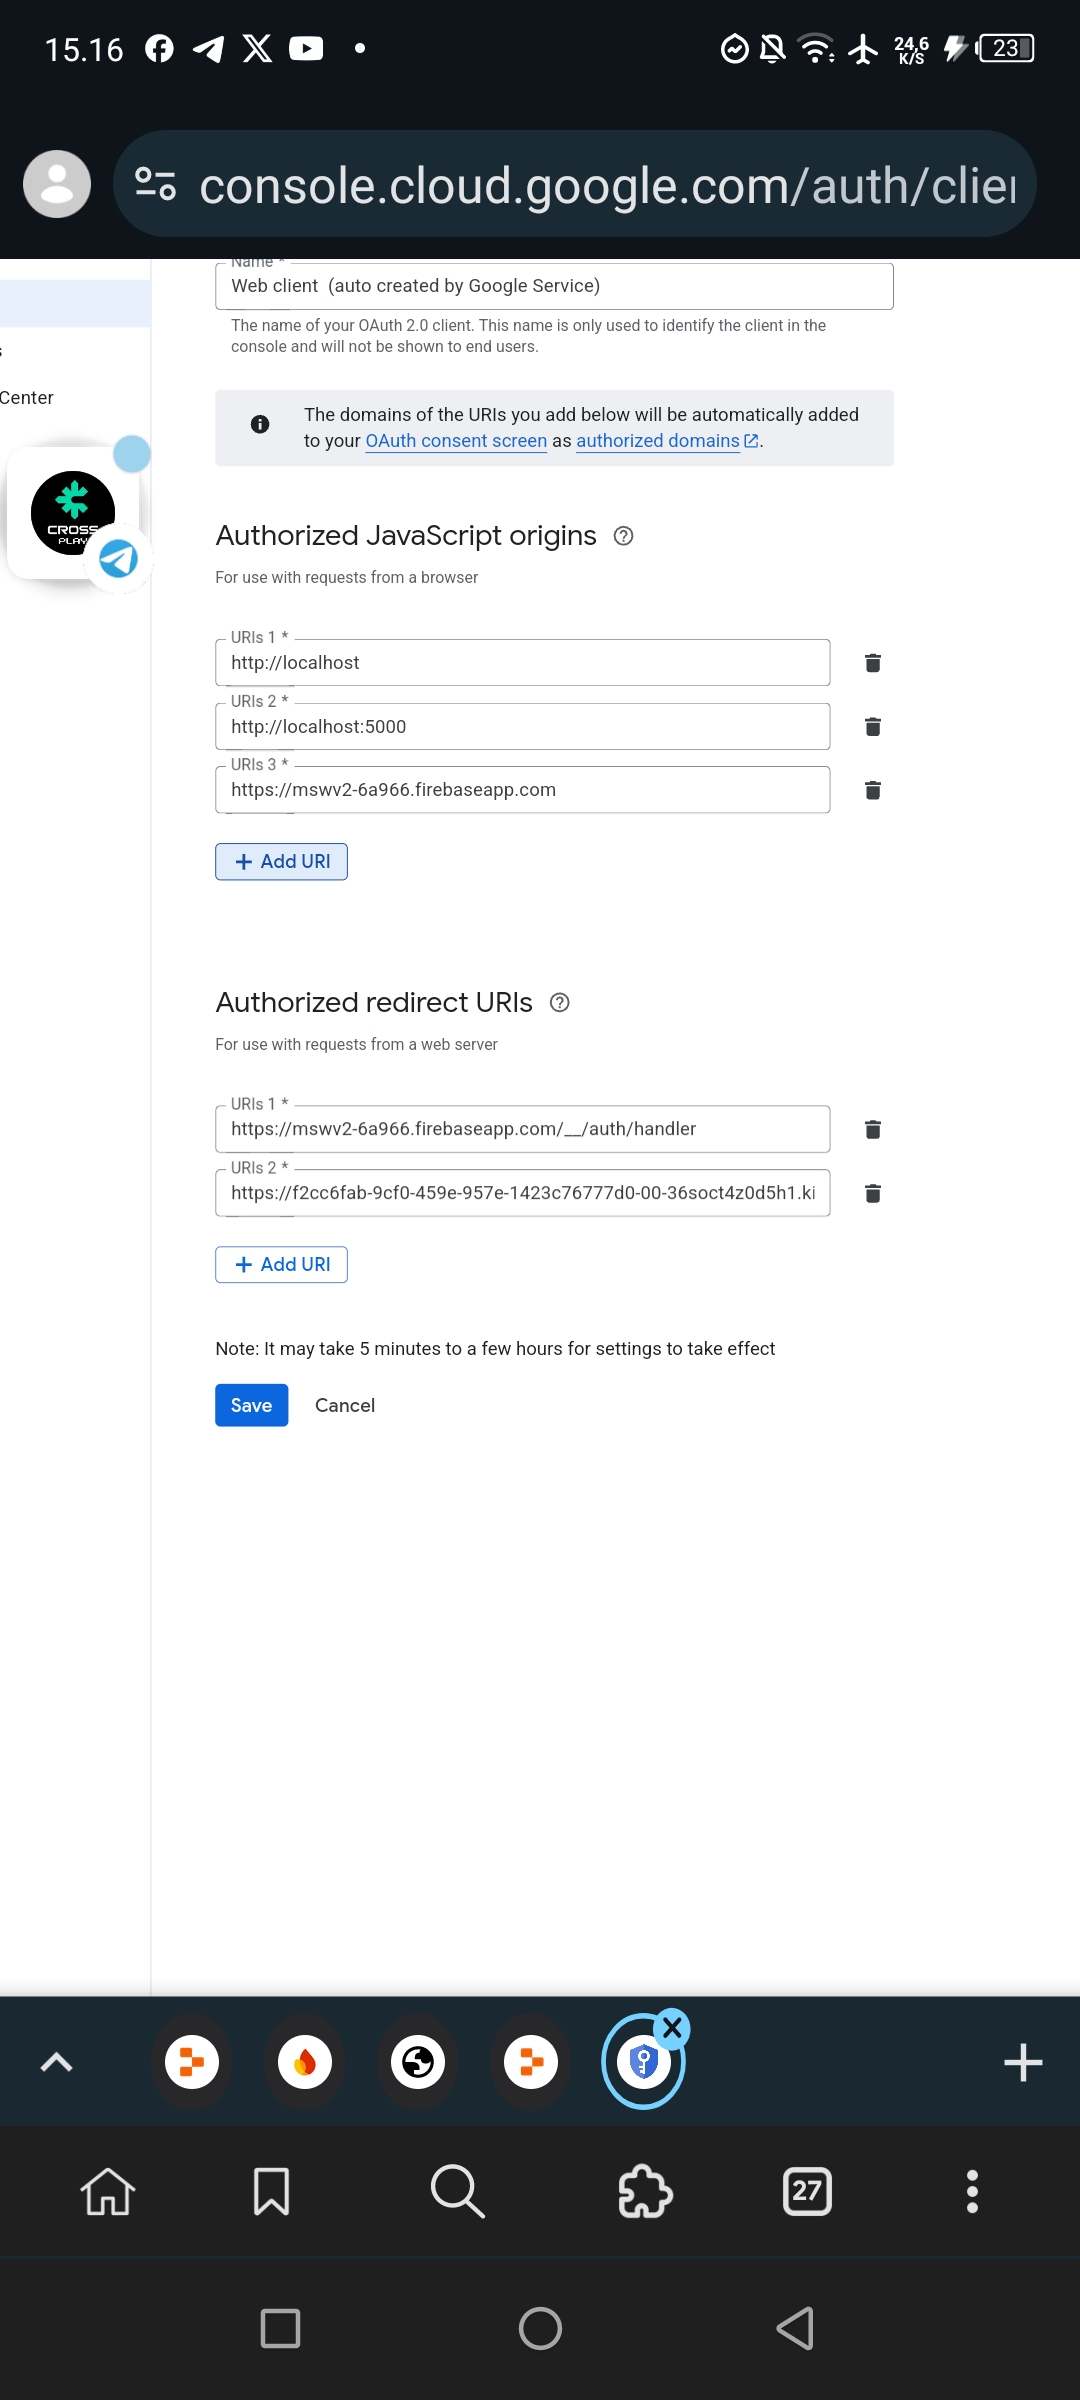 15.16
24,6
K/S
23
console.cloud.google.com/auth/clien
Name *
Web client  (auto created by Google Service)
The name of your OAuth 2.0 client. This name is only used to identify the client in the
console and will not be shown to end users.
s
Center
The domains of the URIs you add below will be automatically added
to your OAuth consent screen as authorized domains.
CROSS
PLAY
Authorized JavaScript origins
For use with requests from a browser
URIs 1 *
http://localhost
URIs 2 *
http://localhost:5000
URIs 3 *
https://mswv2-6a966.firebaseapp.com
+ Add URI
Authorized redirect URIs
For use with requests from a web server
URIs 1 *
https://mswv2-6a966.firebaseapp.com/__/auth/handler
URIs 2 *
https://f2cc6fab-9cf0-459e-957e-1423c76777d0-00-36soct4z0d5h1.ki
+ Add URI
Note: It may take 5 minutes to a few hours for settings to take effect
Save
Cancel
27